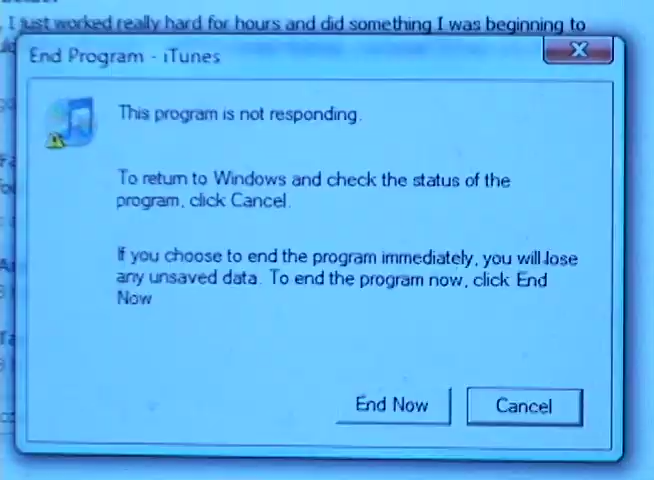 I just worked really hard for hours and did something I was beginning to
End Program - iTunes
This program is not responding.
To return to Windows and check the status of the
program, click Cancel.
If you choose to end the program immediately, you will lose
any unsaved data. To end the program now, click End
Now
End Now
Cancel